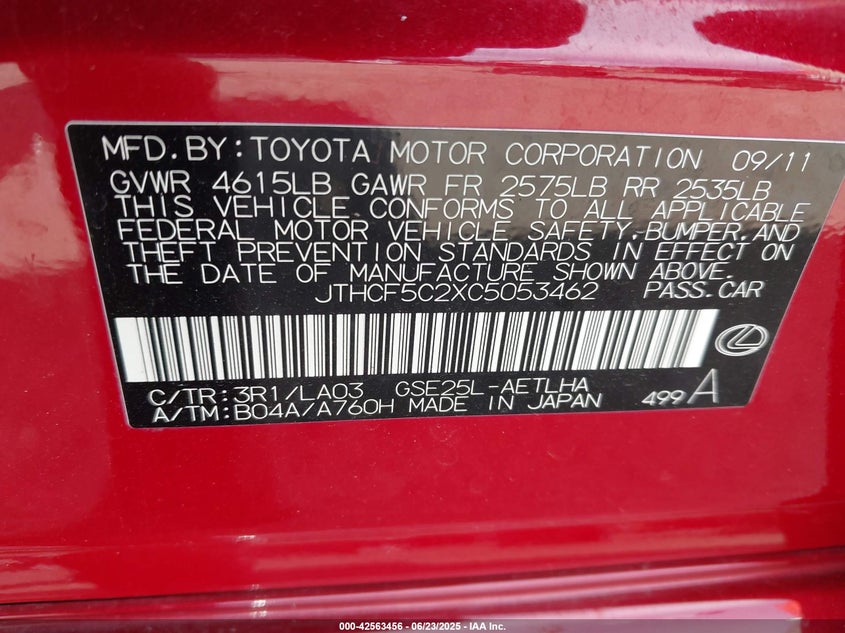 MFD.BY:TOYOTA MOTOR CORPORATION 09/11
GVWR 4615LB GAWR FR 2575LB RR 2535LB
THIS VEHICLE CONFORMS TO ALL APPLICABLE
FEDERAL MOTOR VEHICLE SAFETY,BUMPER,AND
THEFT PREVENTION STANDARDS IN EFFECT ON
THE DATE OF MANUFACTURE SHOWN ABOVE.
JTHCF5C2XC5053462 PASS.CAR
C/TR:3R1/LA03 GSE25L-AETLHA
A/TM:B04A/A760H MADE IN JAPAN 499A
000-42563456 - 06/23/2025 - IAA Inc.